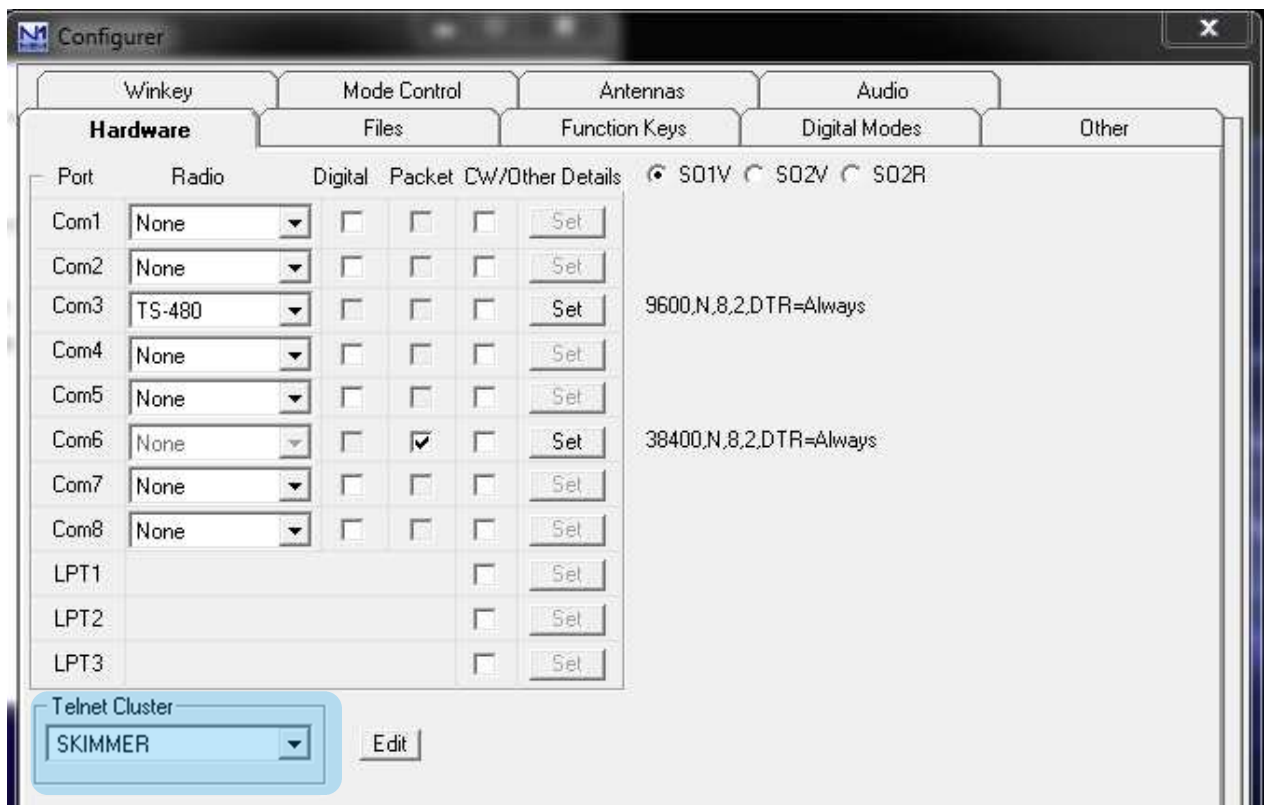 N1 Configurer X
Winkey Mode Control Antennas Audio
Hardware Files Function Keys Digital Modes Other
Port Radio Digital Packet CW/Other Details SO1V SO2V SO2R
Com1 None Set
Com2 None Set
Com3 TS-480 Set 9600,N,8,2,DTR=Always
Com4 None Set
Com5 None Set
Com6 None Set 38400,N,8,2,DTR=Always
Com7 None Set
Com8 None Set
LPT1 Set
LPT2 Set
LPT3 Set
Telnet Cluster
SKIMMER Edit